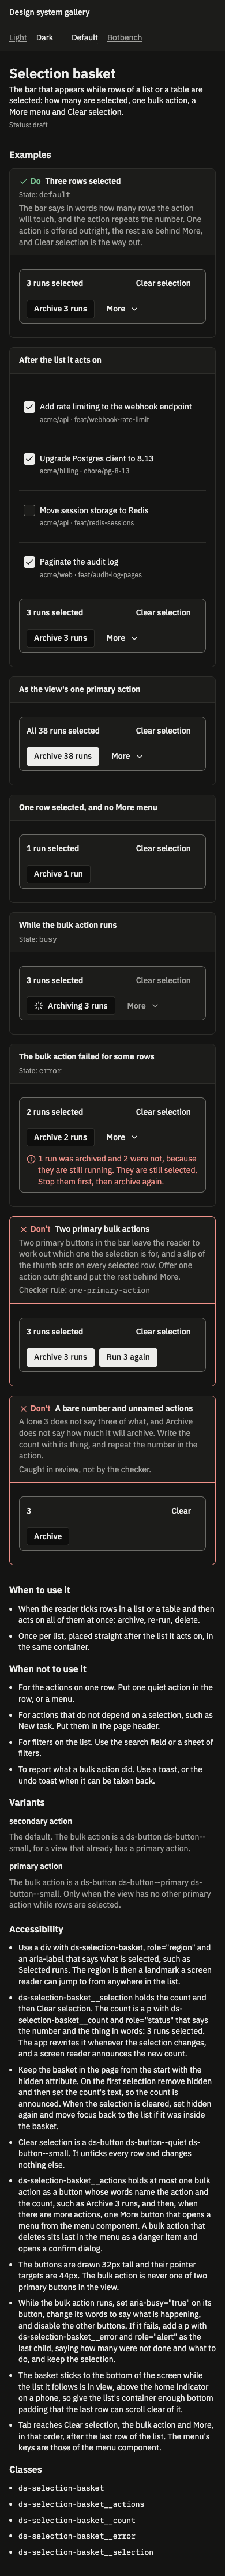 Design system gallery
Light Dark Default Botbench
Selection basket
The bar that appears while rows of a list or a table are
selected: how many are selected, one bulk action, a
More menu and Clear selection.
Status: draft
Examples
Do Three rows selected
State: default
The bar says in words how many rows the action
will touch, and the action repeats the number. One
action is offered outright, the rest are behind More,
and Clear selection is the way out.
3 runs selected Clear selection
Archive 3 runs More
After the list it acts on
Add rate limiting to the webhook endpoint
acme/api · feat/webhook-rate-limit
Upgrade Postgres client to 8.13
acme/billing · chore/pg-8-13
Move session storage to Redis
acme/api · feat/redis-sessions
Paginate the audit log
acme/web · feat/audit-log-pages
3 runs selected Clear selection
Archive 3 runs More
As the view's one primary action
All 38 runs selected Clear selection
Archive 38 runs More
One row selected, and no More menu
1 run selected Clear selection
Archive 1 run
While the bulk action runs
State: busy
3 runs selected Clear selection
Archiving 3 runs More
The bulk action failed for some rows
State: error
2 runs selected Clear selection
Archive 2 runs More
1 run was archived and 2 were not, because
they are still running. They are still selected.
Stop them first, then archive again.
Don't Two primary bulk actions
Two primary buttons in the bar leave the reader to
work out which one the selection is for, and a slip of
the thumb acts on every selected row. Offer one
action outright and put the rest behind More.
Checker rule: one-primary-action
3 runs selected Clear selection
Archive 3 runs Run 3 again
Don't A bare number and unnamed actions
A lone 3 does not say three of what, and Archive
does not say how much it will archive. Write the
count with its thing, and repeat the number in the
action.
Caught in review, not by the checker.
3 Clear
Archive
When to use it
• When the reader ticks rows in a list or a table and then
acts on all of them at once: archive, re-run, delete.
• Once per list, placed straight after the list it acts on, in
the same container.
When not to use it
• For the actions on one row. Put one quiet action in the
row, or a menu.
• For actions that do not depend on a selection, such as
New task. Put them in the page header.
• For filters on the list. Use the search field or a sheet of
filters.
• To report what a bulk action did. Use a toast, or the
undo toast when it can be taken back.
Variants
secondary action
The default. The bulk action is a ds-button ds-button--
small, for a view that already has a primary action.
primary action
The bulk action is a ds-button ds-button--primary ds-
button--small. Only when the view has no other primary
action while rows are selected.
Accessibility
• Use a div with ds-selection-basket, role="region" and
an aria-label that says what is selected, such as
Selected runs. The region is then a landmark a screen
reader can jump to from anywhere in the list.
• ds-selection-basket__selection holds the count and
then Clear selection. The count is a p with ds-
selection-basket__count and role="status" that says
the number and the thing in words: 3 runs selected.
The app rewrites it whenever the selection changes,
and a screen reader announces the new count.
• Keep the basket in the page from the start with the
hidden attribute. On the first selection remove hidden
and then set the count's text, so the count is
announced. When the selection is cleared, set hidden
again and move focus back to the list if it was inside
the basket.
• Clear selection is a ds-button ds-button--quiet ds-
button--small. It unticks every row and changes
nothing else.
• ds-selection-basket__actions holds at most one bulk
action as a button whose words name the action and
the count, such as Archive 3 runs, and then, when
there are more actions, one More button that opens a
menu from the menu component. A bulk action that
deletes sits last in the menu as a danger item and
opens a confirm dialog.
• The buttons are drawn 32px tall and their pointer
targets are 44px. The bulk action is never one of two
primary buttons in the view.
• While the bulk action runs, set aria-busy="true" on its
button, change its words to say what is happening,
and disable the other buttons. If it fails, add a p with
ds-selection-basket__error and role="alert" as the
last child, saying how many were not done and what to
do, and keep the selection.
• The basket sticks to the bottom of the screen while
the list it follows is in view, above the home indicator
on a phone, so give the list's container enough bottom
padding that the last row can scroll clear of it.
• Tab reaches Clear selection, the bulk action and More,
in that order, after the last row of the list. The menu's
keys are those of the menu component.
Classes
• ds-selection-basket
• ds-selection-basket__actions
• ds-selection-basket__count
• ds-selection-basket__error
• ds-selection-basket__selection